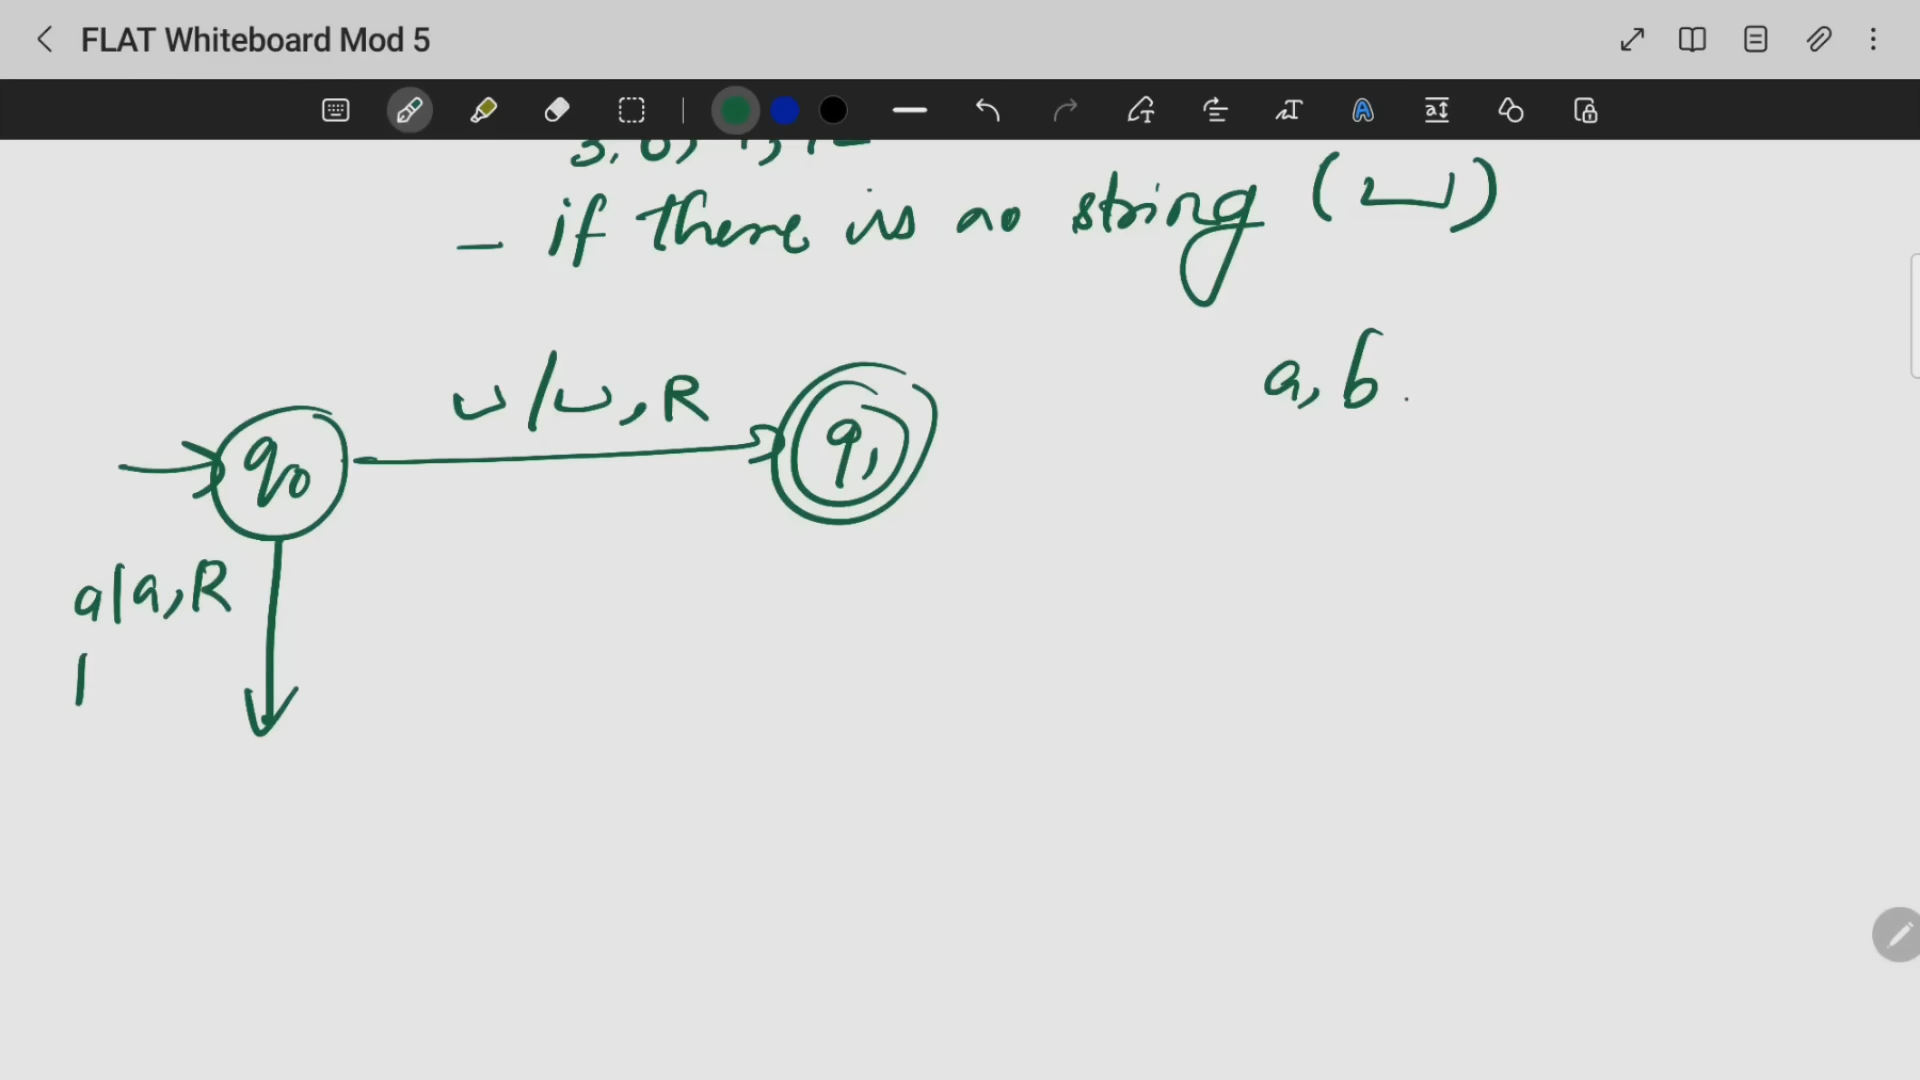 FLAT Whiteboard Mod 5
- if there is no string (⊔)
a, b.
⊔/⊔, R
q0
q1
a|a, R